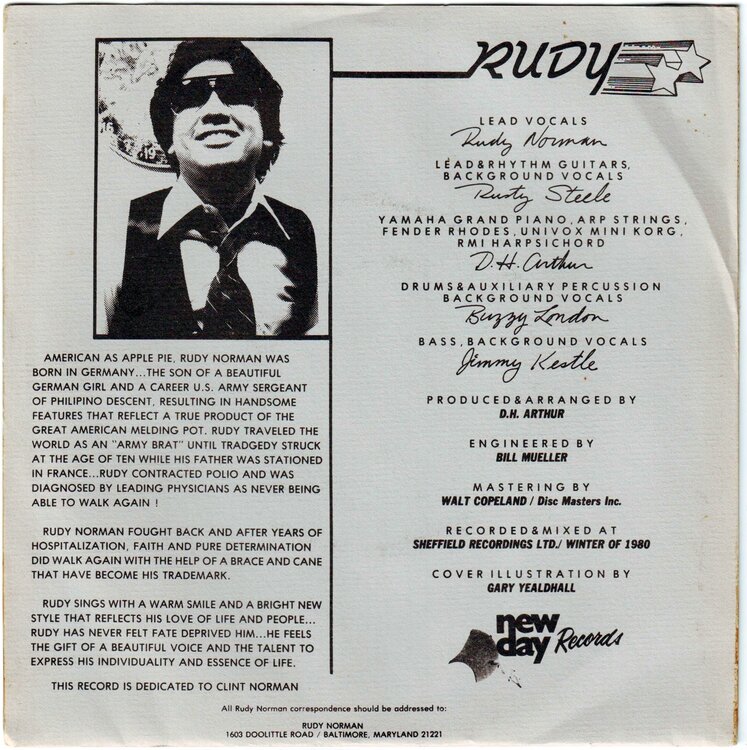 RUDY
LEAD VOCALS
Rudy Norman
LEAD&RHYTHM GUITARS,
BACKGROUND VOCALS
Rusty Steele
YAMAHA GRAND PIANO, ARP STRINGS,
FENDER RHODES, UNIVOX MINI KORG,
RMI HARPSICHORD
D.H. Arthur
DRUMS&AUXILIARY PERCUSSION
BACKGROUND VOCALS
Buzzy London
BASS, BACKGROUND VOCALS
Jimmy Kestle
PRODUCED&ARRANGED BY
D.H. ARTHUR
ENGINEERED BY
BILL MUELLER
MASTERING BY
WALT COPELAND / Disc Masters Inc.
RECORDED&MIXED AT
SHEFFIELD RECORDINGS LTD./ WINTER OF 1980
COVER ILLUSTRATION BY
GARY YEALDHALL
new
day Records
16
19
AMERICAN AS APPLE PIE, RUDY NORMAN WAS
BORN IN GERMANY...THE SON OF A BEAUTIFUL
GERMAN GIRL AND A CAREER U.S. ARMY SERGEANT
OF PHILIPINO DESCENT, RESULTING IN HANDSOME
FEATURES THAT REFLECT A TRUE PRODUCT OF THE
GREAT AMERICAN MELDING POT. RUDY TRAVELED THE
WORLD AS AN "ARMY BRAT" UNTIL TRADGEDY STRUCK
AT THE AGE OF TEN WHILE HIS FATHER WAS STATIONED
IN FRANCE...RUDY CONTRACTED POLIO AND WAS
DIAGNOSED BY LEADING PHYSICIANS AS NEVER BEING
ABLE TO WALK AGAIN !
RUDY NORMAN FOUGHT BACK AND AFTER YEARS OF
HOSPITALIZATION, FAITH AND PURE DETERMINATION
DID WALK AGAIN WITH THE HELP OF A BRACE AND CANE
THAT HAVE BECOME HIS TRADEMARK.
RUDY SINGS WITH A WARM SMILE AND A BRIGHT NEW
STYLE THAT REFLECTS HIS LOVE OF LIFE AND PEOPLE...
RUDY HAS NEVER FELT FATE DEPRIVED HIM...HE FEELS
THE GIFT OF A BEAUTIFUL VOICE AND THE TALENT TO
EXPRESS HIS INDIVIDUALITY AND ESSENCE OF LIFE.
THIS RECORD IS DEDICATED TO CLINT NORMAN
All Rudy Norman correspondence should be addressed to:
RUDY NORMAN
1603 DOOLITTLE ROAD / BALTIMORE, MARYLAND 21221